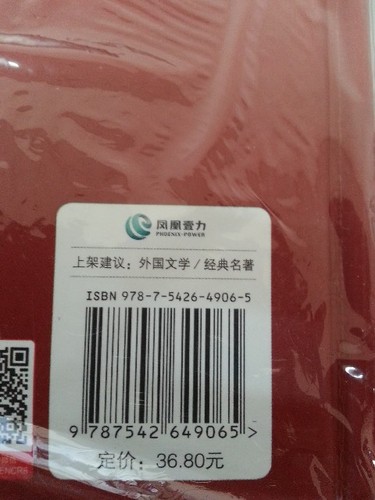 凤凰壹力
PHOENIX-POWER
上架建议：外国文学/经典名著
ISBN 978-7-5426-4906-5
9 787542 649065 >
定价：36.80元
ENCR8